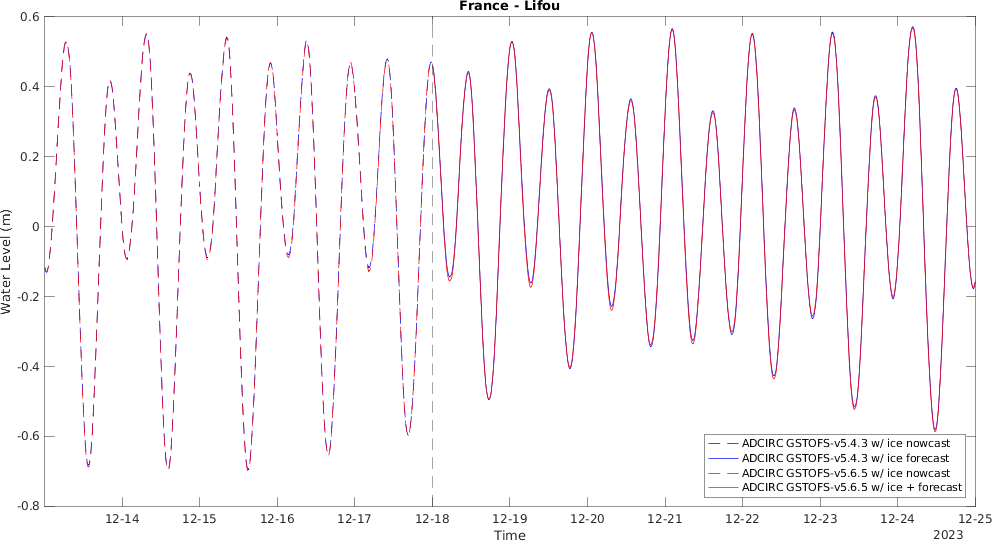 France - Lifou
0.6
0.4
0.2
0
-0.2
-0.4
-0.6
-0.8
Water Level (m)
ADCIRC GSTOFS-v5.4.3 w/ ice nowcast
ADCIRC GSTOFS-v5.4.3 w/ ice forecast
ADCIRC GSTOFS-v5.6.5 w/ ice nowcast
ADCIRC GSTOFS-v5.6.5 w/ ice + forecast
12-14 12-15 12-16 12-17 12-18 12-19 12-20 12-21 12-22 12-23 12-24 12-25
Time
2023